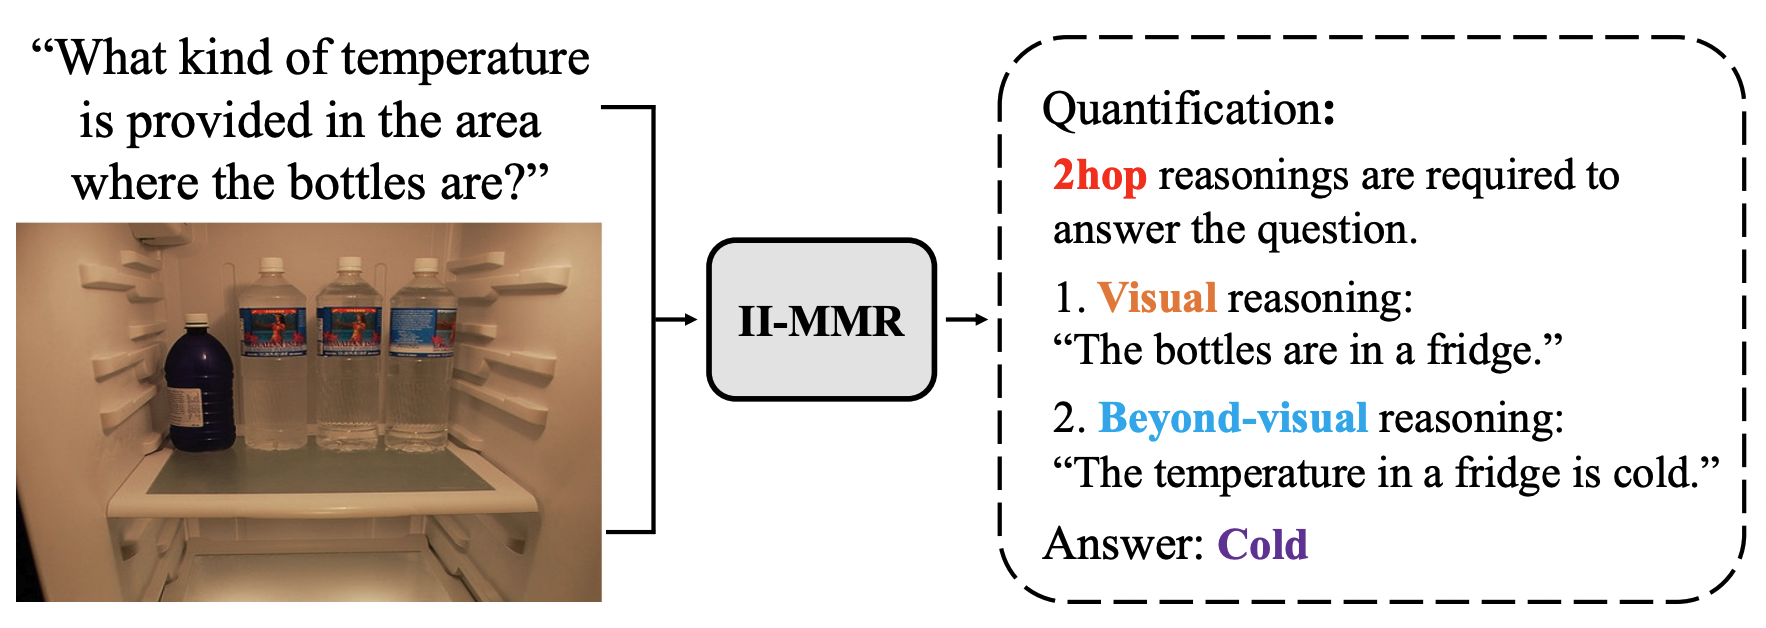 “What kind of temperature
is provided in the area
where the bottles are?”
II-MMR
Quantification:
2hop reasonings are required to
answer the question.
1. Visual reasoning:
“The bottles are in a fridge.”
2. Beyond-visual reasoning:
“The temperature in a fridge is cold.”
Answer: Cold